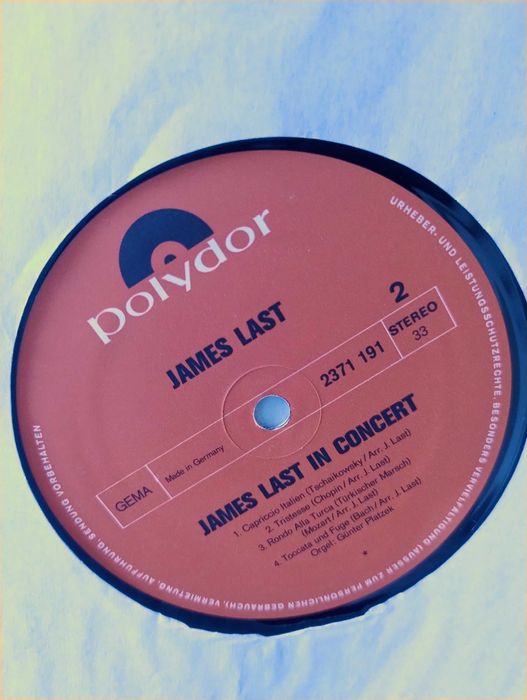 polydor
JAMES LAST
2
STEREO
33
2371 191
Made in Germany
GEMA
JAMES LAST IN CONCERT
1. Capriccio Italien (Tschaikowsky/Arr. J. Last)
2. Tristesse (Chopin/Arr. J. Last)
3. Rondo Alla Turca (Türkischer Marsch)
(Mozart/Arr. J. Last)
4. Toccata und Fuge (Bach/Arr. J. Last)
Orgel: Günter Platzek
*
URHEBER- UND LEISTUNGSSCHUTZRECHTE, BESONDERS VERVIELFÄLTIGUNG (AUSSER ZUM PERSÖNLICHEN GEBRAUCH), VERMIETUNG, AUFFÜHRUNG, SENDUNG VORBEHALTEN